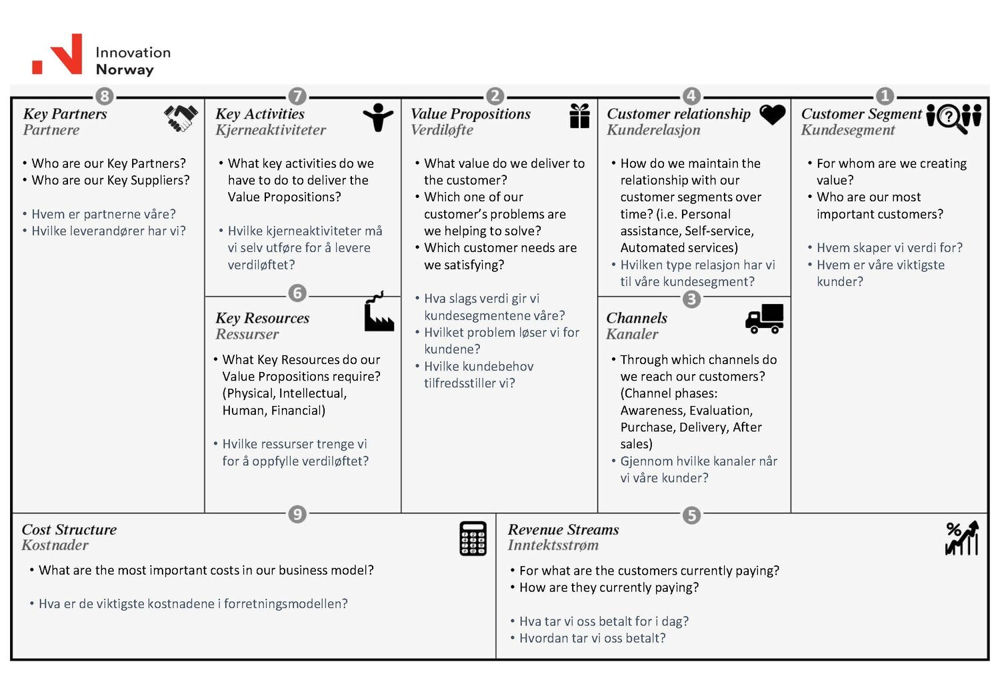 Innovation
Norway
8
Key Partners
Partnere
• Who are our Key Partners?
• Who are our Key Suppliers?
• Hvem er partnerne våre?
• Hvilke leverandører har vi?
7
Key Activities
Kjerneaktiviteter
• What key activities do we
have to do to deliver the
Value Propositions?
• Hvilke kjerneaktiviteter må
vi selv utføre for å levere
verdiløftet?
6
Key Resources
Ressurser
• What Key Resources do our
Value Propositions require?
(Physical, Intellectual,
Human, Financial)
• Hvilke ressurser trenge vi
for å oppfylle verdiløftet?
2
Value Propositions
Verdiløfte
• What value do we deliver to
the customer?
• Which one of our
customer’s problems are
we helping to solve?
• Which customer needs are
we satisfying?
• Hva slags verdi gir vi
kundesegmentene våre?
• Hvilket problem løser vi for
kundene?
• Hvilke kundebehov
tilfredsstiller vi?
4
Customer relationship
Kunderelasjon
• How do we maintain the
relationship with our
customer segments over
time? (i.e. Personal
assistance, Self-service,
Automated services)
• Hvilken type relasjon har vi
til våre kundesegment?
3
Channels
Kanaler
• Through which channels do
we reach our customers?
(Channel phases:
Awareness, Evaluation,
Purchase, Delivery, After
sales)
• Gjennom hvilke kanaler når
vi våre kunder?
1
Customer Segment
Kundesegment
?
• For whom are we creating
value?
• Who are our most
important customers?
• Hvem skaper vi verdi for?
• Hvem er våre viktigste
kunder?
9
Cost Structure
Kostnader
• What are the most important costs in our business model?
• Hva er de viktigste kostnadene i forretningsmodellen?
5
Revenue Streams
Inntektsstrøm
%
• For what are the customers currently paying?
• How are they currently paying?
• Hva tar vi oss betalt for i dag?
• Hvordan tar vi oss betalt?